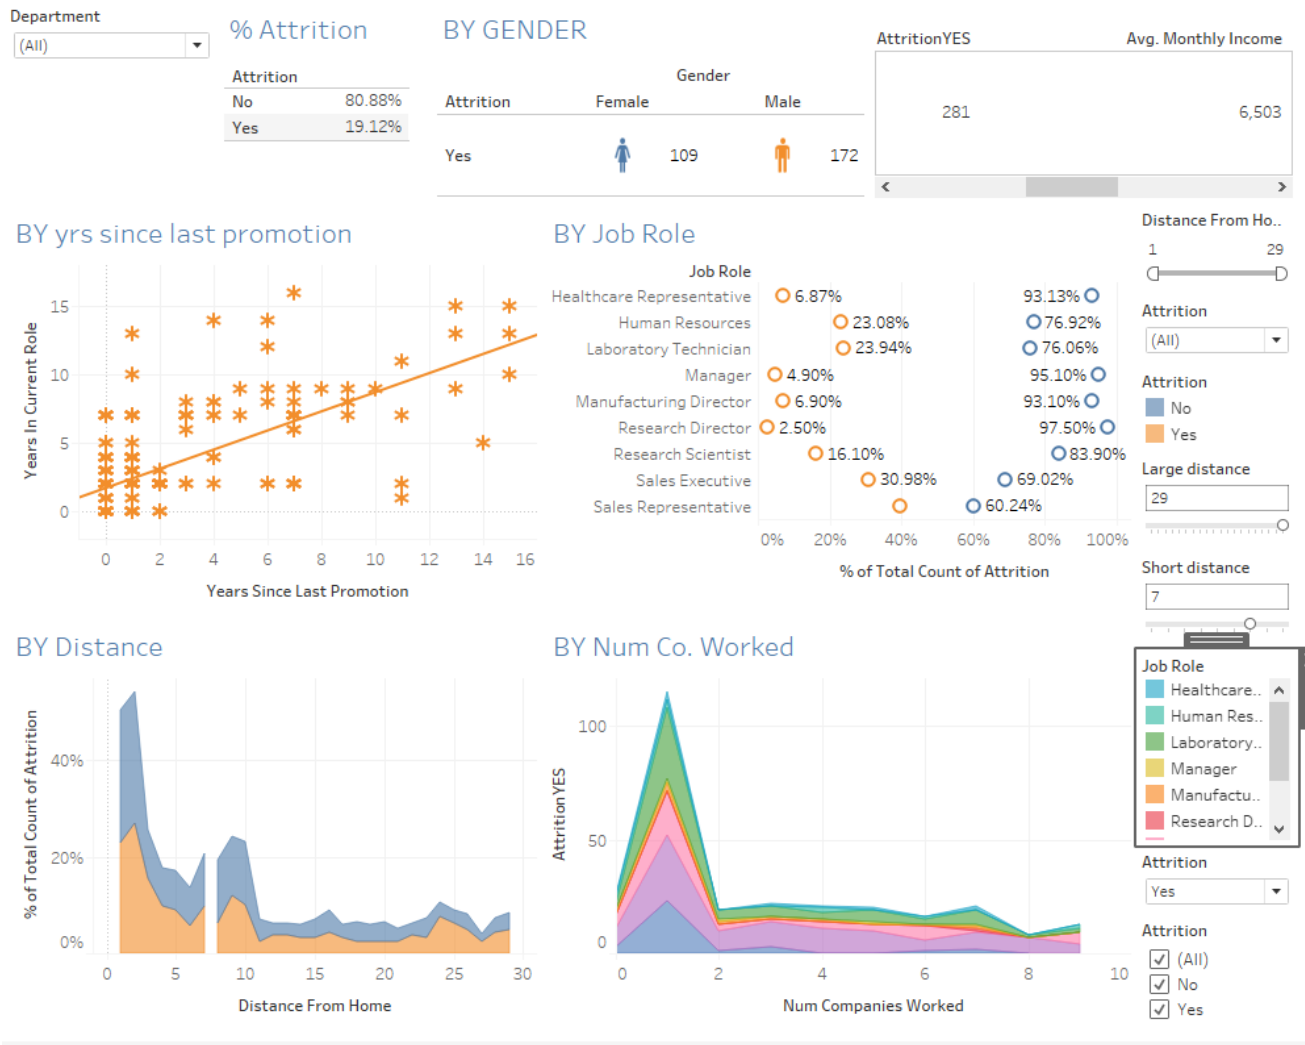 Department
(All)
% Attrition
Attrition
No 80.88%
Yes 19.12%
BY GENDER
Gender
Attrition Female Male
Yes 109 172
AttritionYES Avg. Monthly Income
281 6,503
BY yrs since last promotion
Years In Current Role
15
10
5
0
0 2 4 6 8 10 12 14 16
Years Since Last Promotion
BY Job Role
Job Role
Healthcare Representative 6.87% 93.13%
Human Resources 23.08% 76.92%
Laboratory Technician 23.94% 76.06%
Manager 4.90% 95.10%
Manufacturing Director 6.90% 93.10%
Research Director 2.50% 97.50%
Research Scientist 16.10% 83.90%
Sales Executive 30.98% 69.02%
Sales Representative 60.24%
0% 20% 40% 60% 80% 100%
% of Total Count of Attrition
Distance From Ho..
1 29
Attrition
(All)
Attrition
No
Yes
Large distance
29
Short distance
7
BY Distance
% of Total Count of Attrition
40%
20%
0%
0 5 10 15 20 25 30
Distance From Home
BY Num Co. Worked
AttritionYES
100
50
0
0 2 4 6 8 10
Num Companies Worked
Job Role
Healthcare..
Human Res..
Laboratory..
Manager
Manufactu..
Research D..
Attrition
Yes
Attrition
(All)
No
Yes